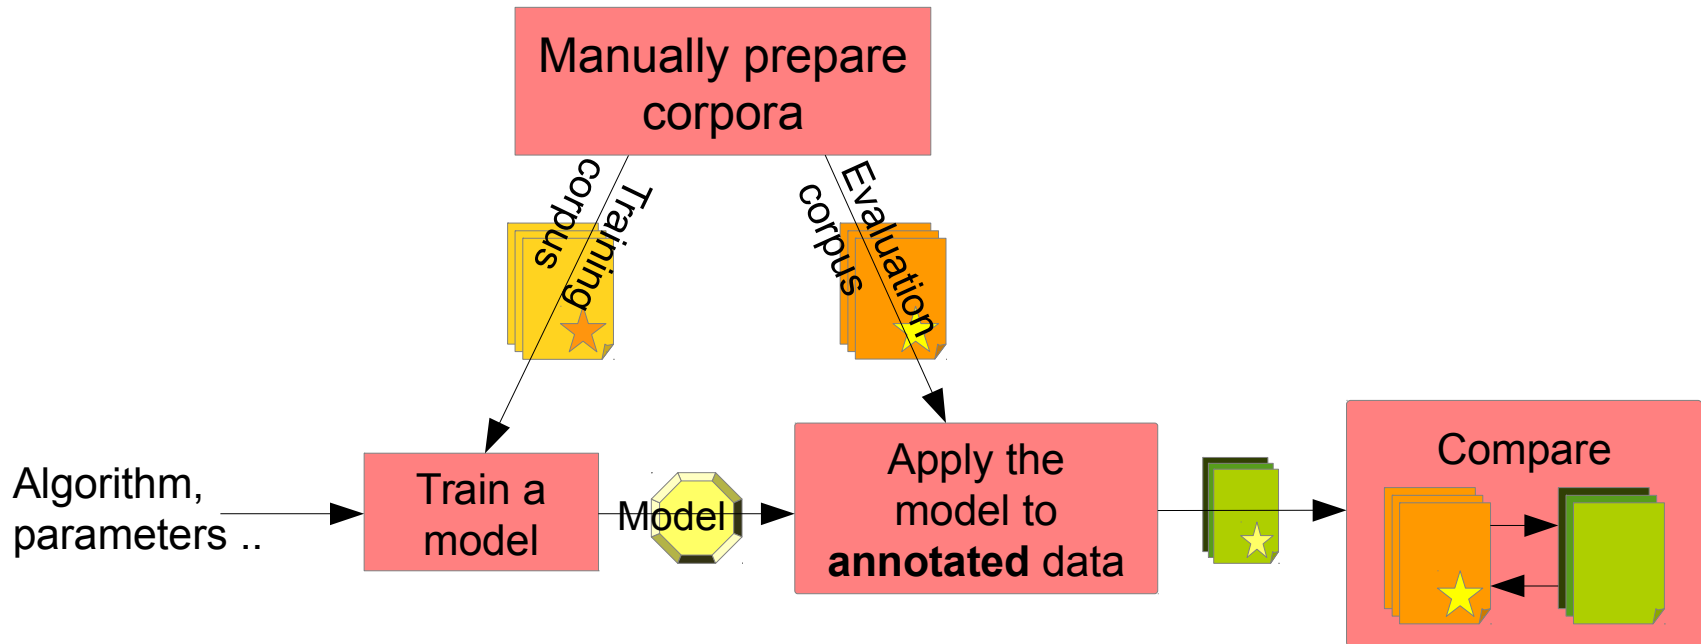 Manually prepare
corpora
Training
corpus
Evaluation
corpus
Algorithm,
parameters ..
Train a
model
Model
Apply the
model to
annotated data
Compare